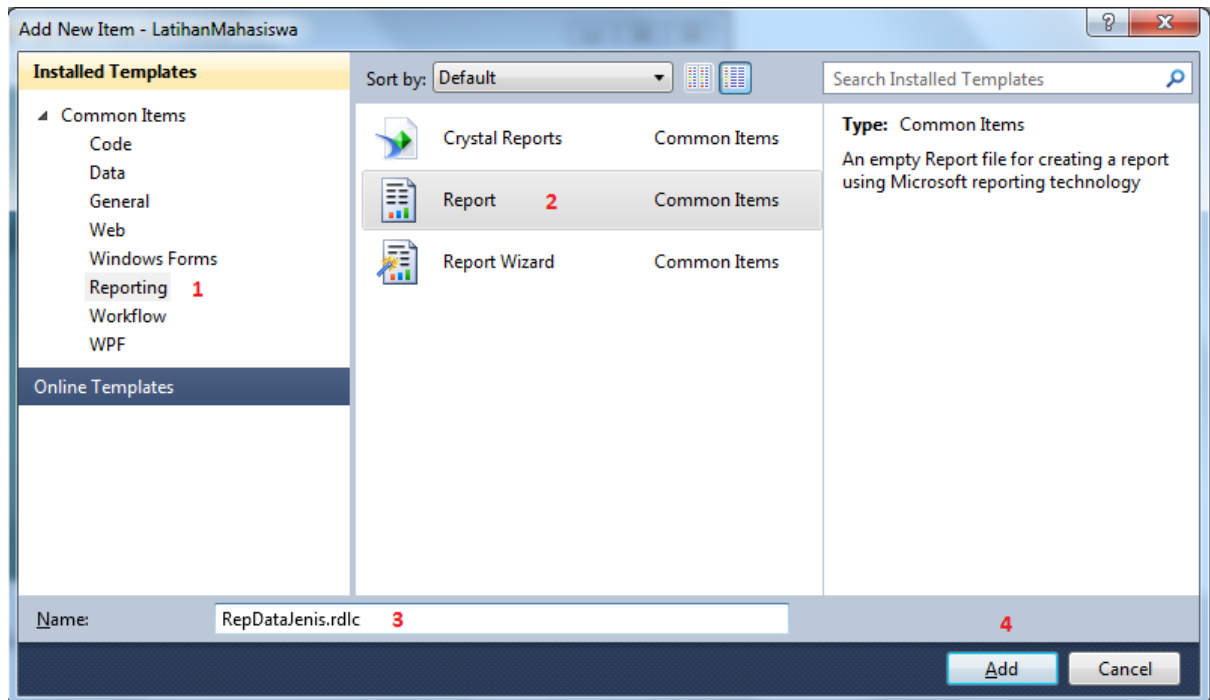 Add New Item - LatihanMahasiswa
Installed Templates
Common Items
Code
Data
General
Web
Windows Forms
Reporting 1
Workflow
WPF
Online Templates
Sort by: Default
Crystal Reports Common Items
Report 2 Common Items
Report Wizard Common Items
Search Installed Templates
Type: Common Items
An empty Report file for creating a report
using Microsoft reporting technology
Name: RepDataJenis.rdlc 3
4
Add Cancel